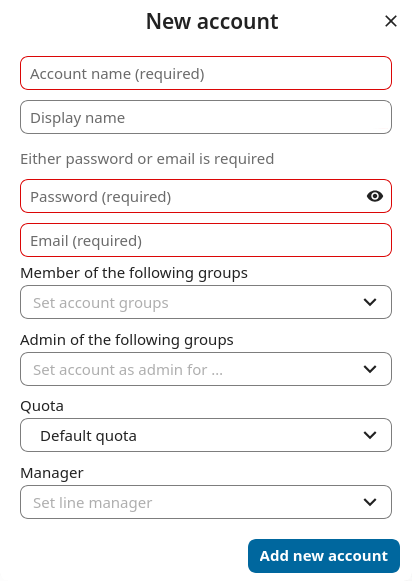 New account
Account name (required)
Display name
Either password or email is required
Password (required)
Email (required)
Member of the following groups
Set account groups
Admin of the following groups
Set account as admin for ...
Quota
Default quota
Manager
Set line manager
Add new account